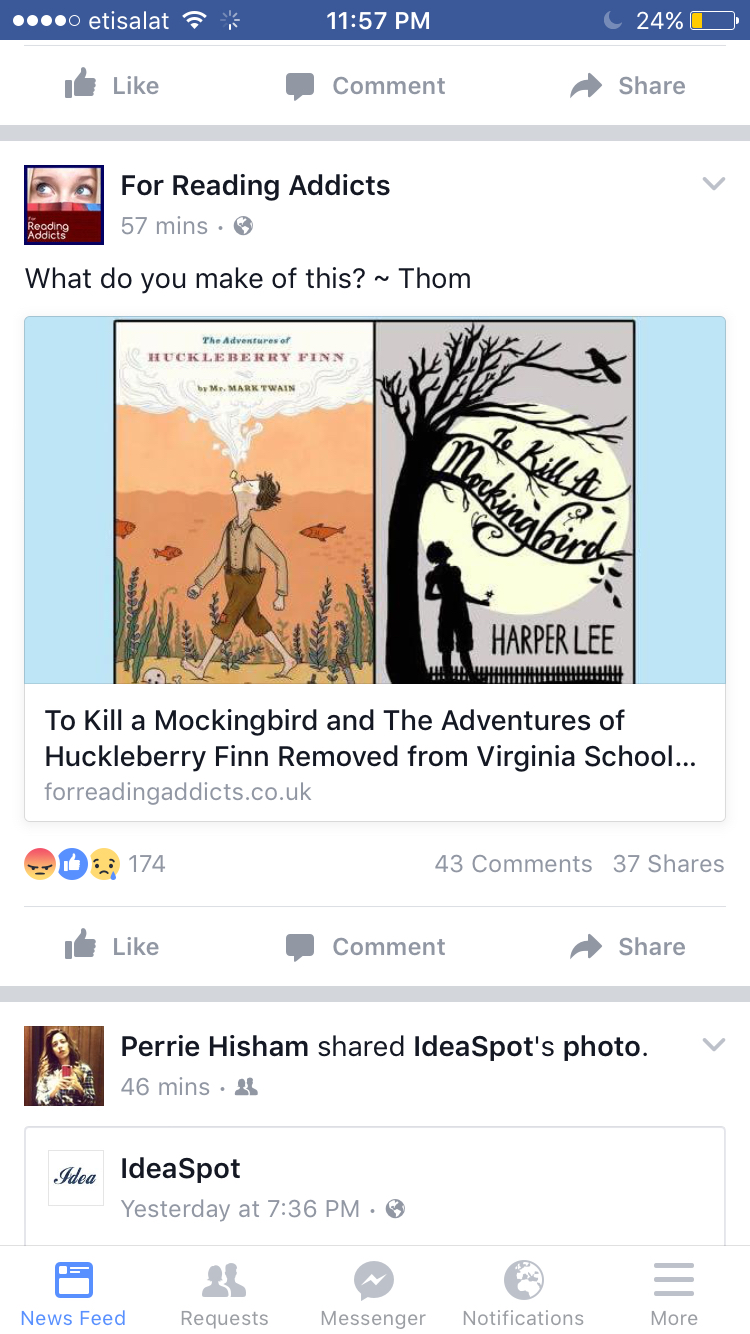 etisalat 11:57 PM 24%
Like Comment Share
For Reading Addicts
57 mins ·
For
Reading
Addicts
What do you make of this? ~ Thom
The Adventures of
HUCKLEBERRY FINN
by Mr. MARK TWAIN
To Kill A
Mockingbird
HARPER LEE
To Kill a Mockingbird and The Adventures of
Huckleberry Finn Removed from Virginia School...
forreadingaddicts.co.uk
174 43 Comments 37 Shares
Like Comment Share
Perrie Hisham shared IdeaSpot's photo.
46 mins ·
Idea
IdeaSpot
Yesterday at 7:36 PM ·
News Feed Requests Messenger Notifications More